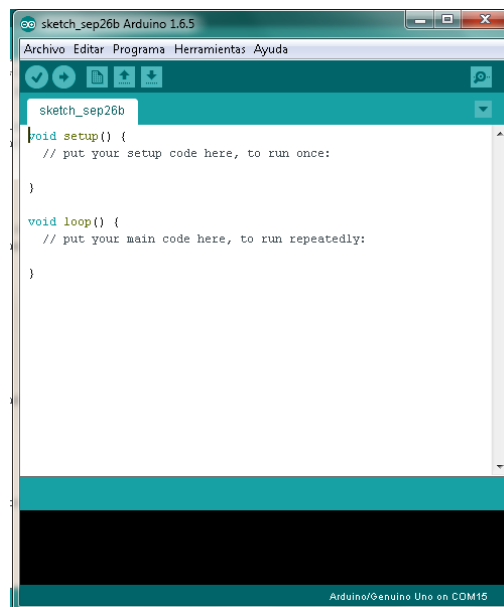 sketch_sep26b Arduino 1.6.5
Archivo Editar Programa Herramientas Ayuda
sketch_sep26b
void setup() {
// put your setup code here, to run once:
}
void loop() {
// put your main code here, to run repeatedly:
}
Arduino/Genuino Uno on COM15